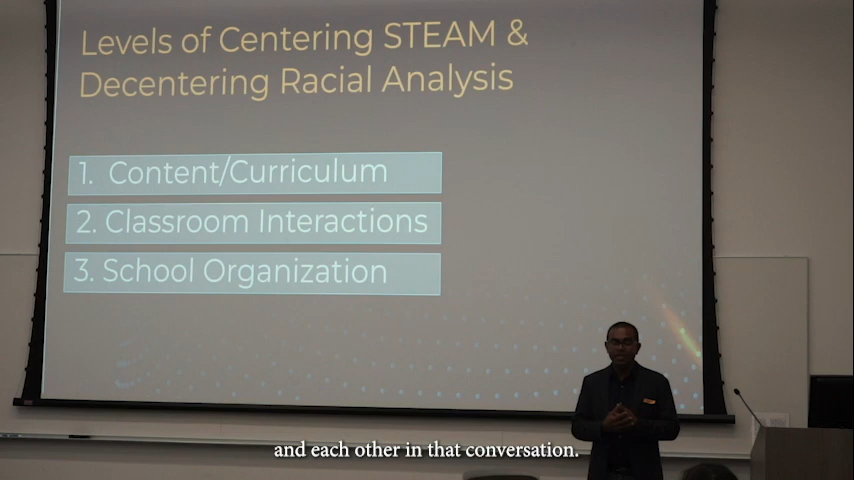 Levels of Centering STEAM &
Decentering Racial Analysis
1. Content/Curriculum
2. Classroom Interactions
3. School Organization
and each other in that conversation.